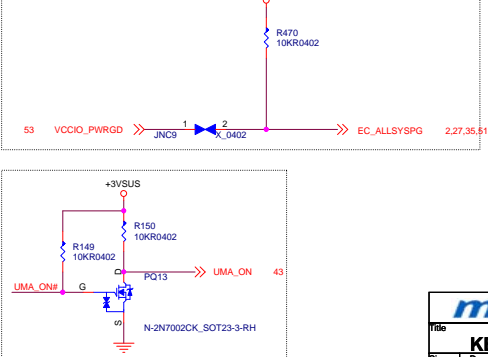 R470
10KR0402
53 VCCIO_PWRGD 1 2 EC_ALLSYSPG 2,27,35,51
JNC9 X_0402
+3VSUS
R150
10KR0402
R149
10KR0402
D
PQ13
UMA_ON 43
UMA_ON# G
S
N-2N7002CK_SOT23-3-RH
Title